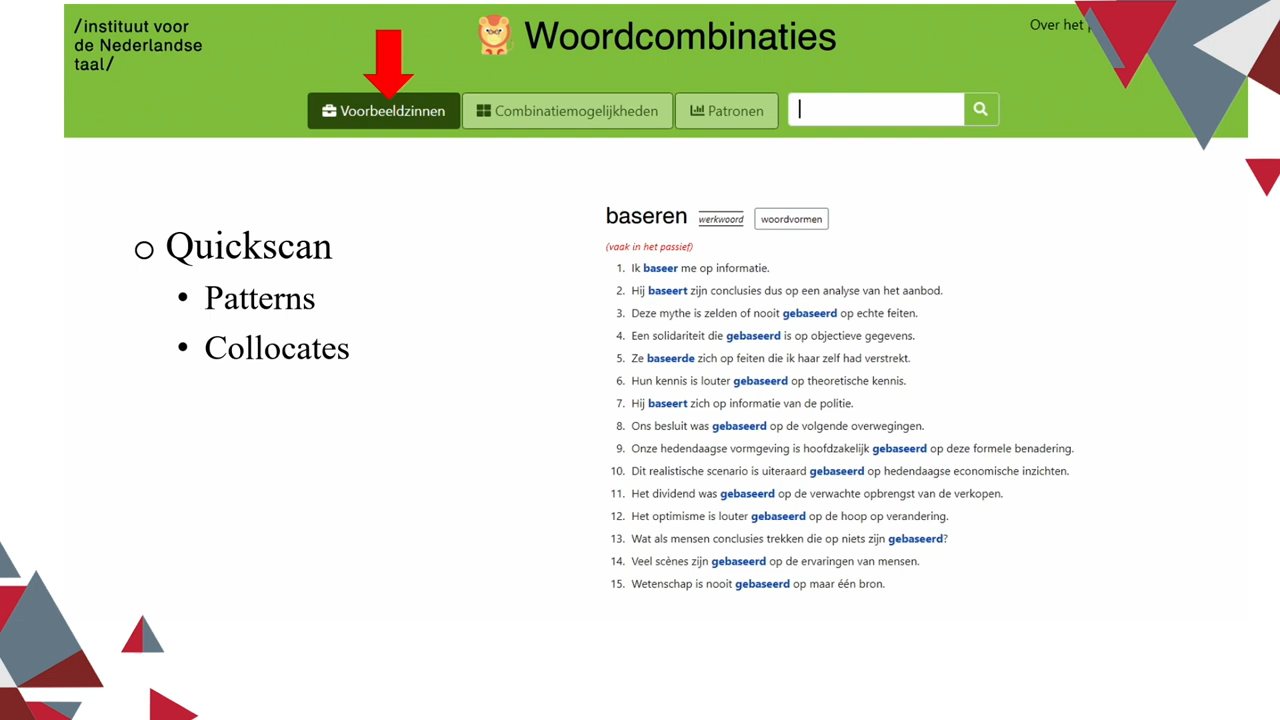 /instituut voor
de Nederlandse
taal/
Woordcombinaties
Over het
Voorbeeldzinnen
Combinatiemogelijkheden
Patronen
o Quickscan
• Patterns
• Collocates
baseren werkwoord woordvormen
(vaak in het passief)
1. Ik baseer me op informatie.
2. Hij baseert zijn conclusies dus op een analyse van het aanbod.
3. Deze mythe is zelden of nooit gebaseerd op echte feiten.
4. Een solidariteit die gebaseerd is op objectieve gegevens.
5. Ze baseerde zich op feiten die ik haar zelf had verstrekt.
6. Hun kennis is louter gebaseerd op theoretische kennis.
7. Hij baseert zich op informatie van de politie.
8. Ons besluit was gebaseerd op de volgende overwegingen.
9. Onze hedendaagse vormgeving is hoofdzakelijk gebaseerd op deze formele benadering.
10. Dit realistische scenario is uiteraard gebaseerd op hedendaagse economische inzichten.
11. Het dividend was gebaseerd op de verwachte opbrengst van de verkopen.
12. Het optimisme is louter gebaseerd op de hoop op verandering.
13. Wat als mensen conclusies trekken die op niets zijn gebaseerd?
14. Veel scènes zijn gebaseerd op de ervaringen van mensen.
15. Wetenschap is nooit gebaseerd op maar één bron.